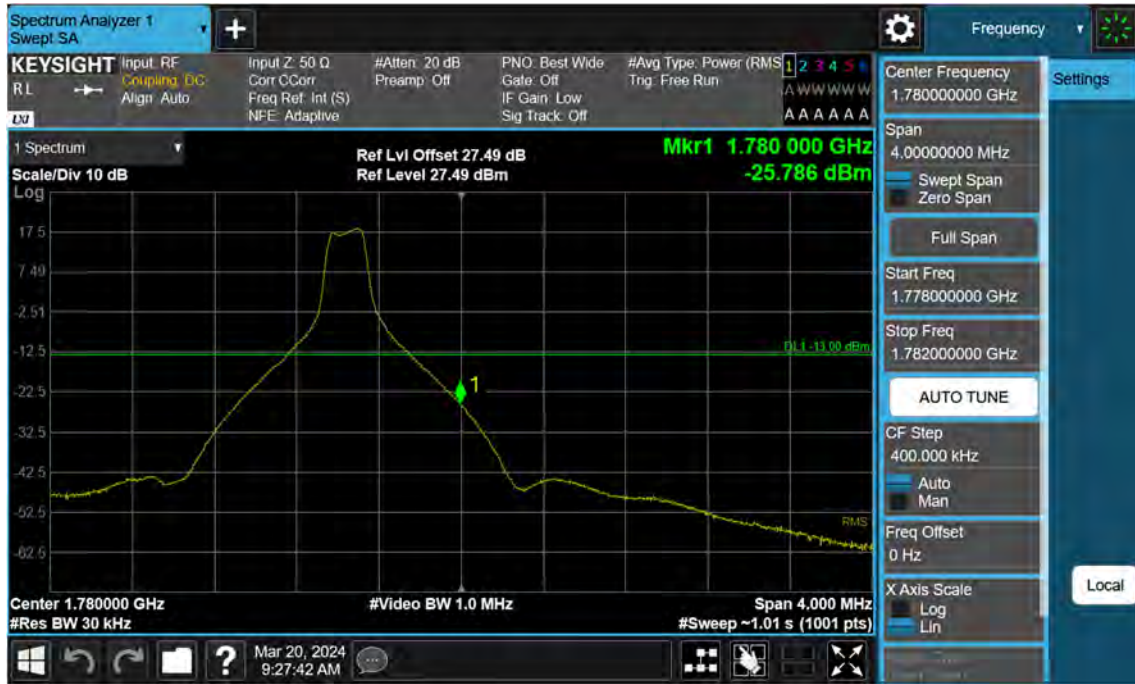 Spectrum Analyzer 1
Swept SA
Frequency
KEYSIGHT
RL
LXI
Input: RF
Coupling: DC
Align: Auto
Input Z: 50 Ω
Corr CCorr
Freq Ref: Int (S)
NFE: Adaptive
#Atten: 20 dB
Preamp: Off
PNO: Best Wide
Gate: Off
IF Gain: Low
Sig Track: Off
#Avg Type: Power (RMS
Trig: Free Run
1 2 3 4 5 6
A W W W W W
A A A A A A
1 Spectrum
Scale/Div 10 dB
Ref Lvl Offset 27.49 dB
Ref Level 27.49 dBm
Mkr1 1.780 000 GHz
-25.786 dBm
Log
17.5
7.49
-2.51
-12.5
-22.5
-32.5
-42.5
-52.5
-62.5
DL1 -13.00 dBm
1
RMS
Center 1.780000 GHz
#Res BW 30 kHz
#Video BW 1.0 MHz
Span 4.000 MHz
#Sweep ~1.01 s (1001 pts)
Center Frequency
1.780000000 GHz
Settings
Span
4.00000000 MHz
Swept Span
Zero Span
Full Span
Start Freq
1.778000000 GHz
Stop Freq
1.782000000 GHz
AUTO TUNE
CF Step
400.000 kHz
Auto
Man
Freq Offset
0 Hz
X Axis Scale
Log
Lin
Local
?
Mar 20, 2024
9:27:42 AM